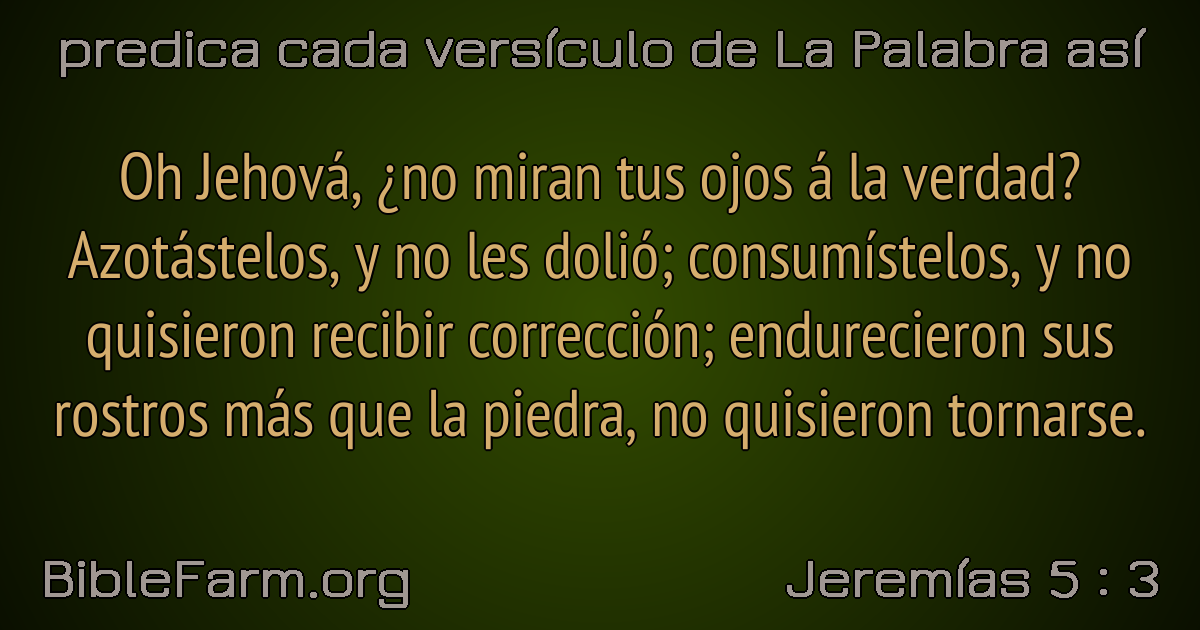 predica cada versículo de La Palabra así
Oh Jehová, ¿no miran tus ojos á la verdad?
Azotástelos, y no les dolió; consumístelos, y no
quisieron recibir corrección; endurecieron sus
rostros más que la piedra, no quisieron tornarse.
BibleFarm.org
Jeremías 5 : 3